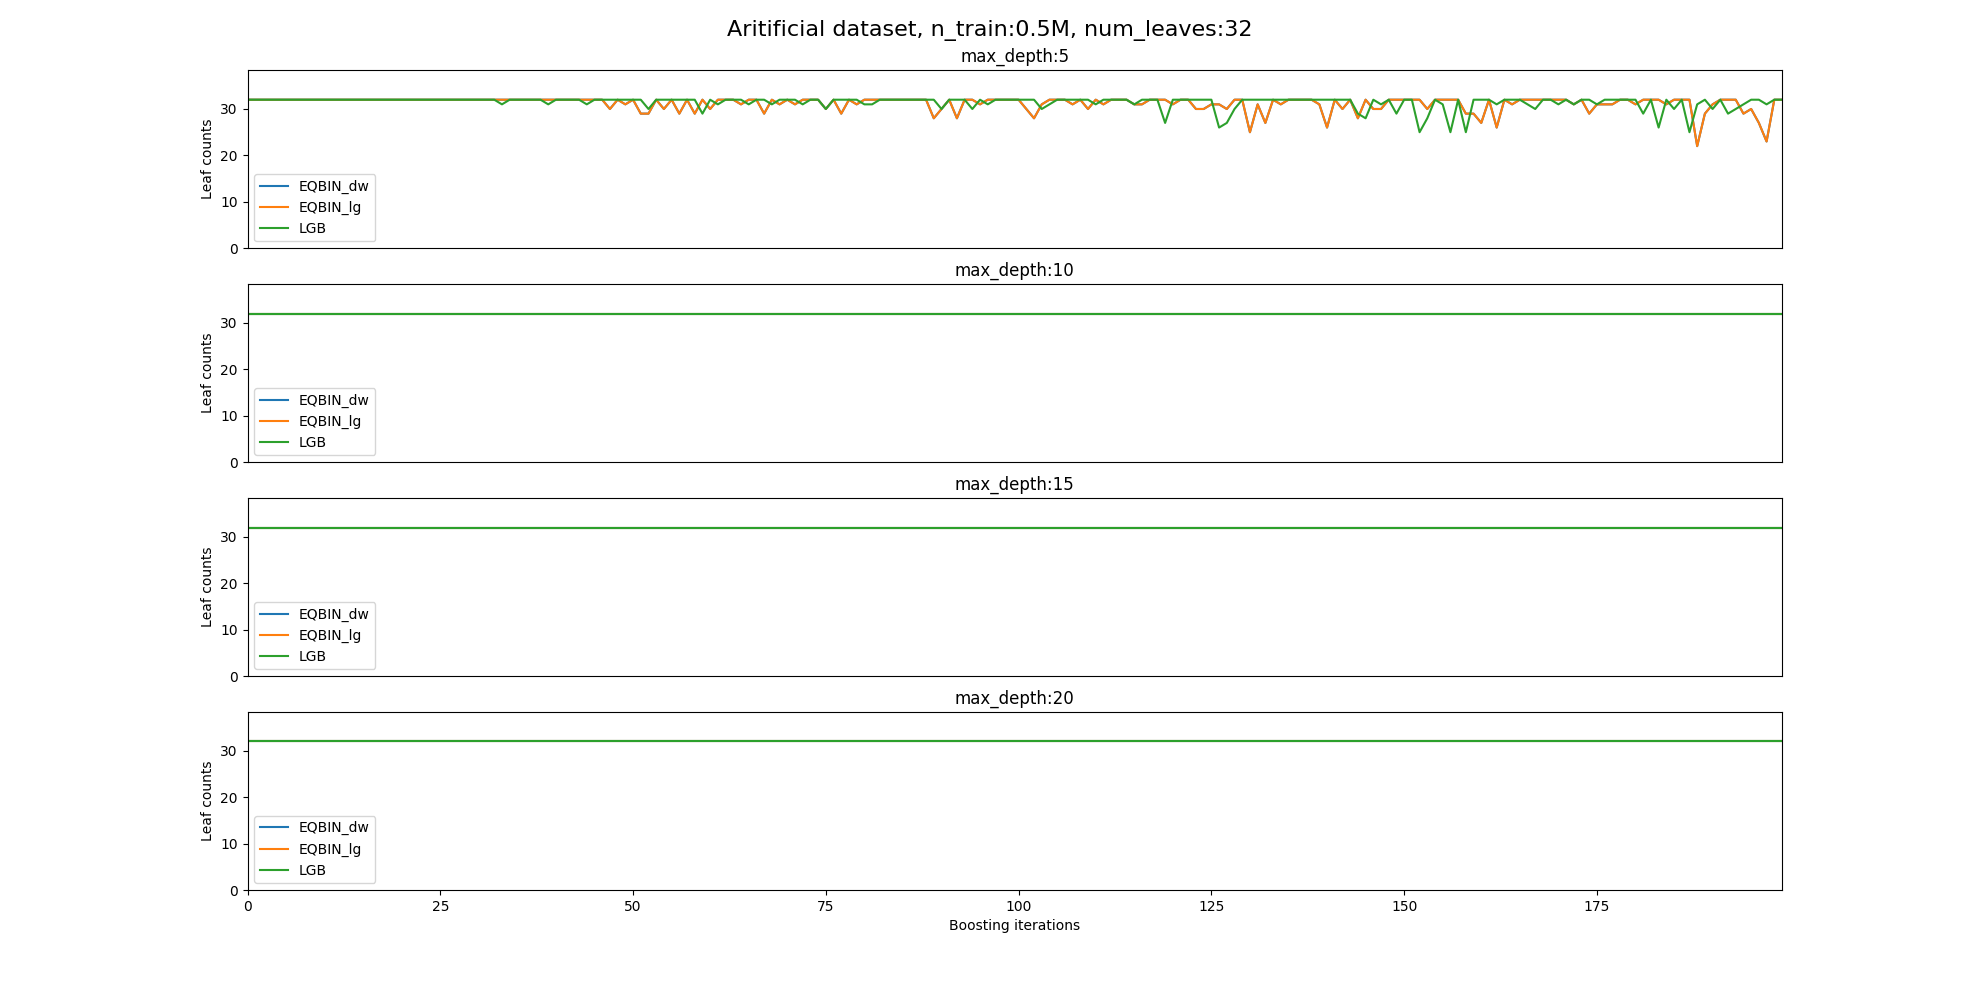 Aritificial dataset, n_train:0.5M, num_leaves:32
max_depth:5
30
20
10
0
Leaf counts
EQBIN_dw
EQBIN_lg
LGB
max_depth:10
30
20
10
0
Leaf counts
EQBIN_dw
EQBIN_lg
LGB
max_depth:15
30
20
10
0
Leaf counts
EQBIN_dw
EQBIN_lg
LGB
max_depth:20
30
20
10
0
Leaf counts
EQBIN_dw
EQBIN_lg
LGB
0 25 50 75 100 125 150 175
Boosting iterations